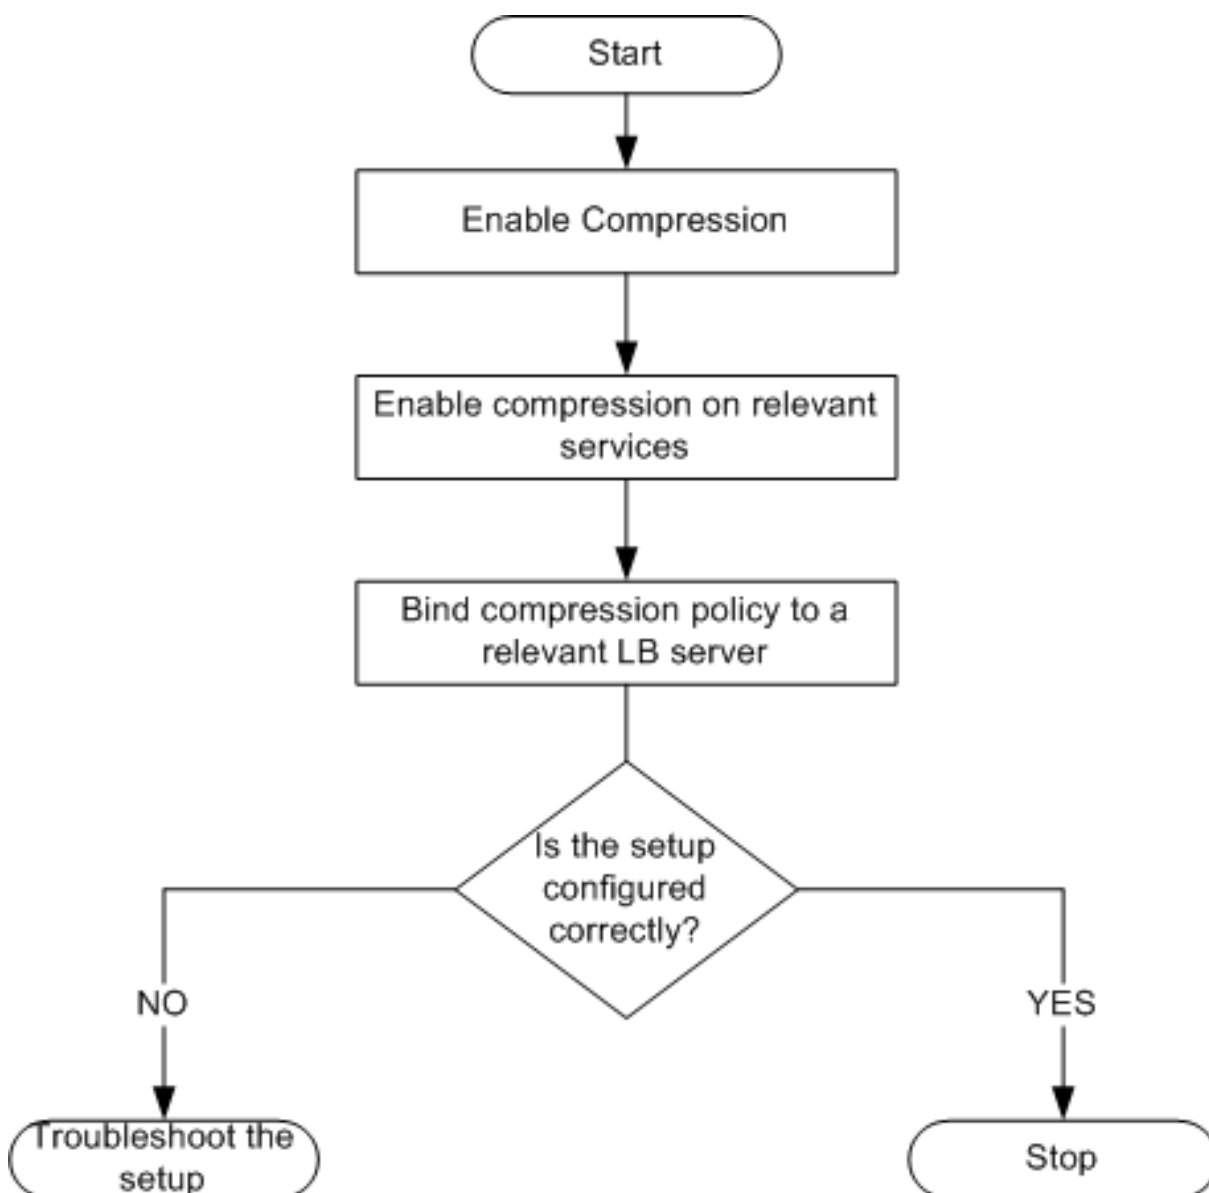 Start
Enable Compression
Enable compression on relevant
services
Bind compression policy to a
relevant LB server
Is the setup
configured
correctly?
NO
YES
Troubleshoot the
setup
Stop